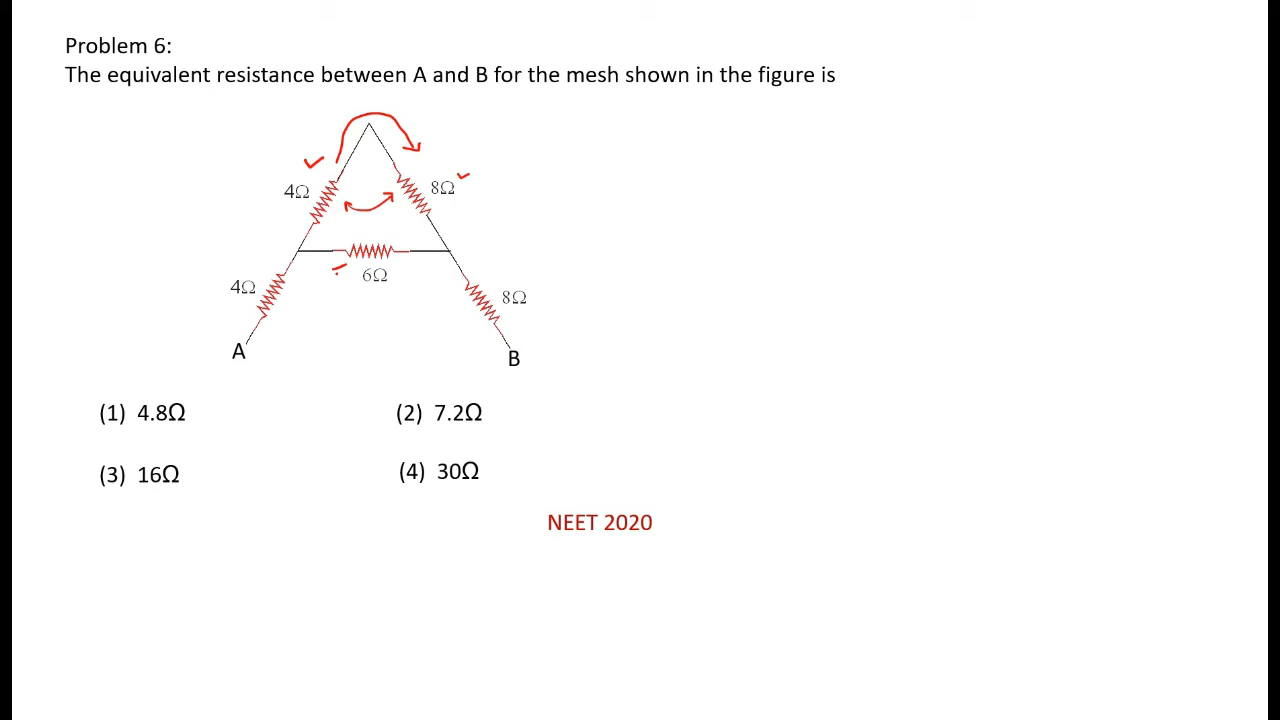 Problem 6:
The equivalent resistance between A and B for the mesh shown in the figure is
4Ω
8Ω
6Ω
4Ω
8Ω
A
B
(1) 4.8Ω
(2) 7.2Ω
(3) 16Ω
(4) 30Ω
NEET 2020